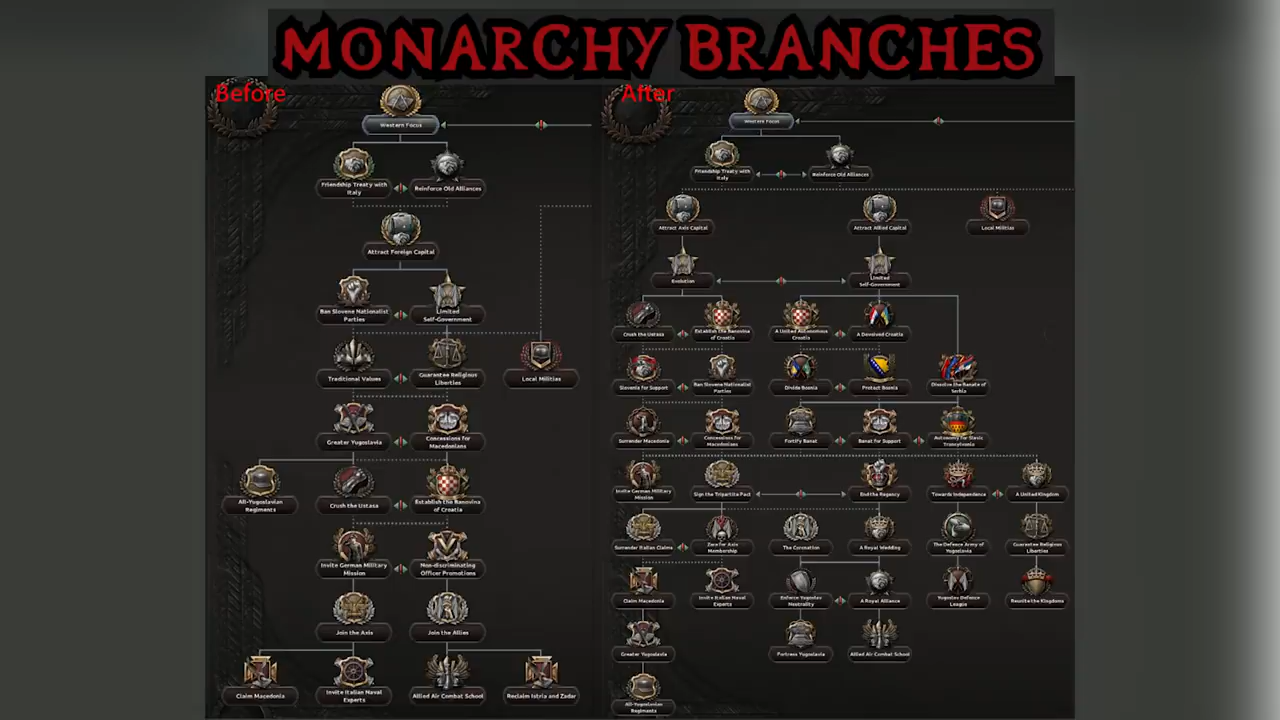 MONARCHY BRANCHES
Before
Western Focus
Friendship Treaty with
Italy
Reinforce Old Alliances
Attract Foreign Capital
Ban Slovene Nationalist
Parties
Limited
Self-Government
Traditional Values
Guarantee Religious
Liberties
Local Militias
Greater Yugoslavia
Concessions for
Macedonians
All-Yugoslavian
Regiments
Crush the Ustasa
Establish the Banovina
of Croatia
Invite German Military
Mission
Non-discriminating
Officer Promotions
Join the Axis
Join the Allies
Claim Macedonia
Invite Italian Naval
Experts
Allied Air Combat School
Reclaim Istria and Zadar
After
Western Focus
Friendship Treaty with
Italy
Reinforce Old Alliances
Attract Axis Capital
Attract Allied Capital
Local Militias
Evolution
Limited
Self-Government
Crush the Ustasa
Establish the Banovina
of Croatia
A United Autonomous
Croatia
A Devolved Croatia
Slovenia for Support
Ban Slovene Nationalist
Parties
Divide Bosnia
Protect Bosnia
Dissolve the Banate of
Serbia
Surrender Macedonia
Concessions for
Macedonians
Fortify Banat
Banat for Support
Autonomy for Slavic
Transylvania
Invite German Military
Mission
Sign the Tripartite Pact
End the Regency
Towards Independence
A United Kingdom
Surrender Italian Claims
Zara for Axis
Membership
The Coronation
A Royal Wedding
The Defence Army of
Yugoslavia
Guarantee Religious
Liberties
Claim Macedonia
Invite Italian Naval
Experts
Enforce Yugoslav
Neutrality
A Royal Alliance
Yugoslav Defence
League
Reunite the Kingdoms
Greater Yugoslavia
Fortress Yugoslavia
Allied Air Combat School
All-Yugoslavian
Regiments